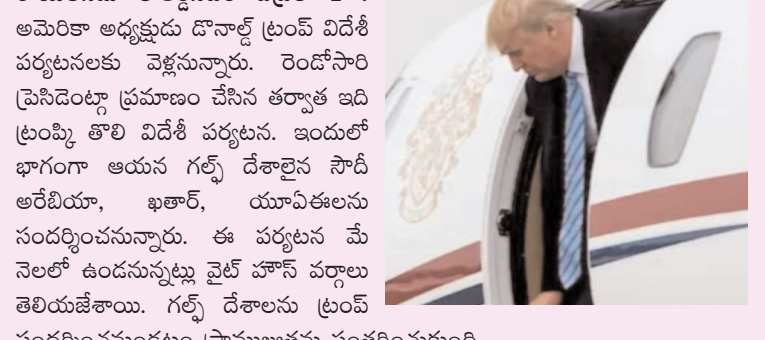 అమెరికా అధ్యక్షుడు డొనాల్డ్ ట్రంప్ విదేశీ
పర్యటనలకు వెళ్లనున్నారు. రెండోసారి
ప్రెసిడెంట్గా ప్రమాణం చేసిన తర్వాత ఇది
ట్రంప్కి తొలి విదేశీ పర్యటన. ఇందులో
భాగంగా ఆయన గల్ఫ్ దేశాలైన సౌదీ
అరేబియా, ఖతార్, యూఏఈలను
సందర్శించనున్నారు. ఈ పర్యటన మే
నెలలో ఉండనున్నట్లు వైట్ హౌస్ వర్గాలు
తెలియజేశాయి. గల్ఫ్ దేశాలను ట్రంప్